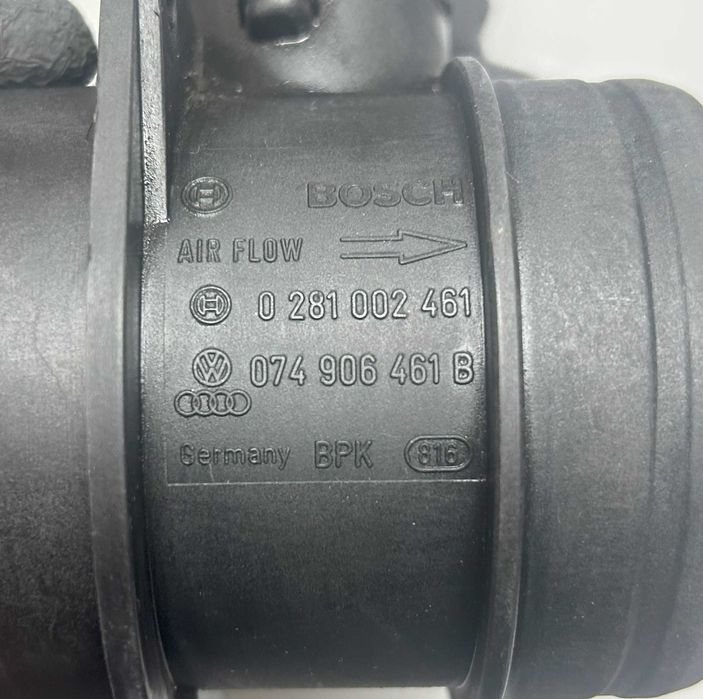 BOSCH
AIR FLOW
0 281 002 461
074 906 461 B
Germany BPK 816